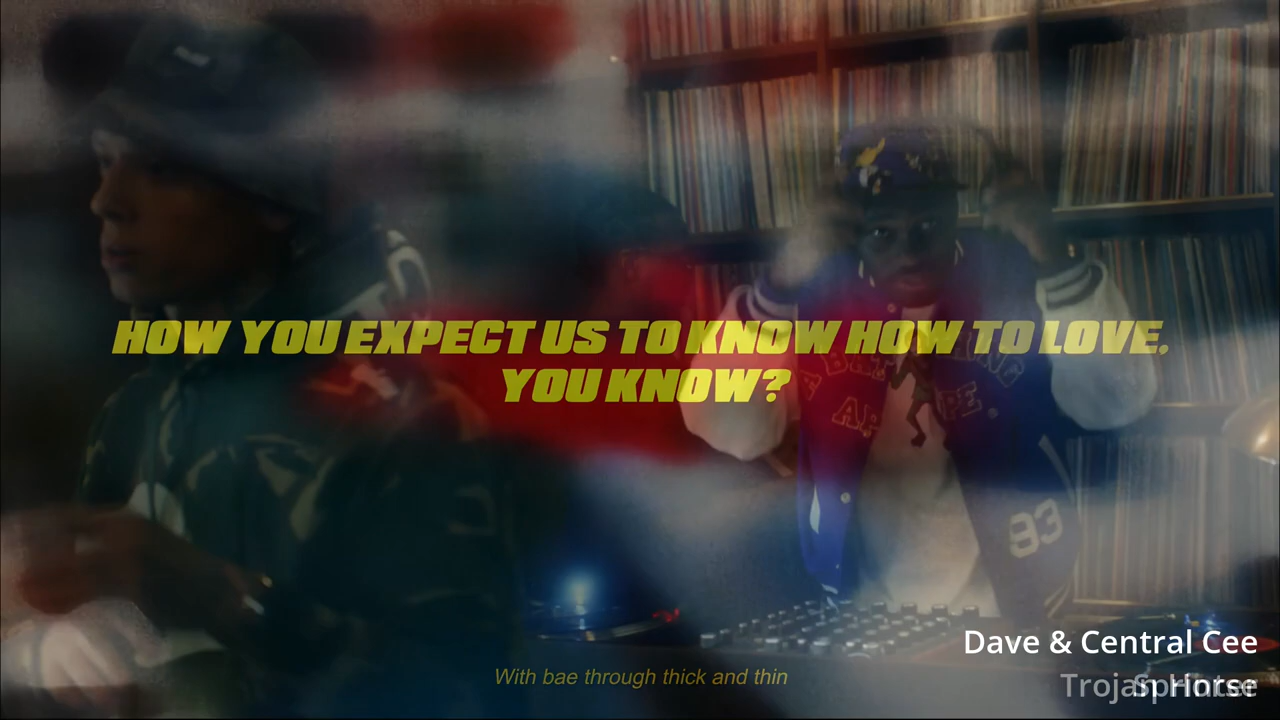 HOW YOU EXPECT US TO KNOW HOW TO LOVE,
YOU KNOW?
93
With bae through thick and thin
Dave & Central Cee